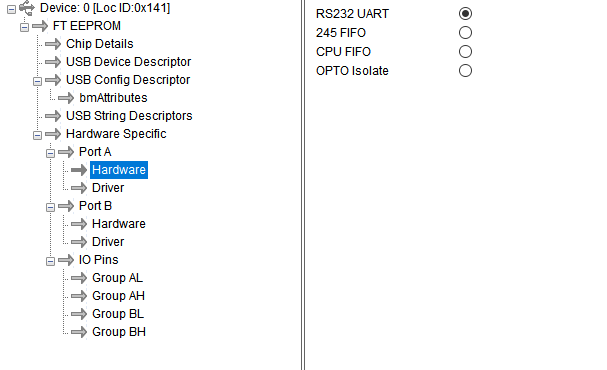 Device: 0 [Loc ID:0x141]
FT EEPROM
Chip Details
USB Device Descriptor
USB Config Descriptor
bmAttributes
USB String Descriptors
Hardware Specific
Port A
Hardware
Driver
Port B
Hardware
Driver
IO Pins
Group AL
Group AH
Group BL
Group BH
RS232 UART
245 FIFO
CPU FIFO
OPTO Isolate